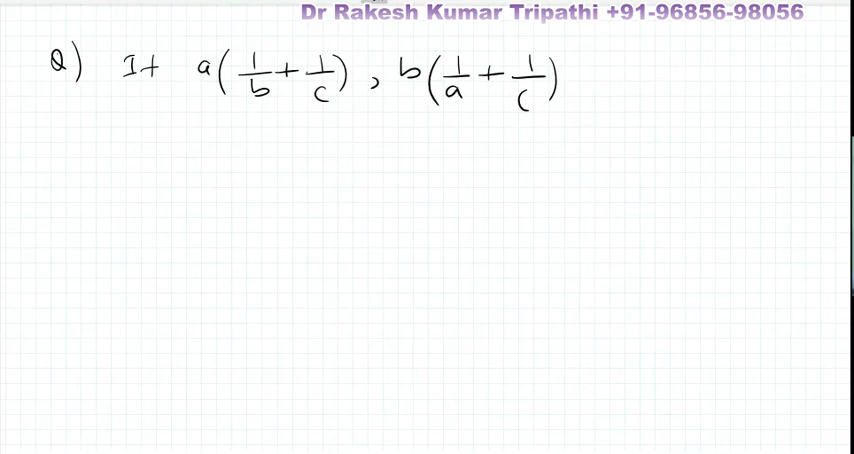 Dr Rakesh Kumar Tripathi +91-96856-98056
Q) If a(1/b + 1/c), b(1/a + 1/c)